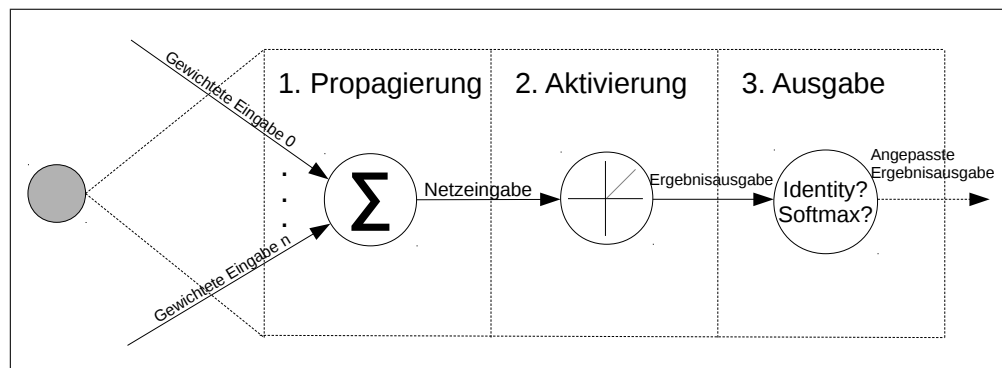 1. Propagierung
2. Aktivierung
3. Ausgabe
Gewichtete Eingabe 0
Gewichtete Eingabe n
Σ
Netzeingabe
Ergebnisausgabe
Identity?
Softmax?
Angepasste
Ergebnisausgabe